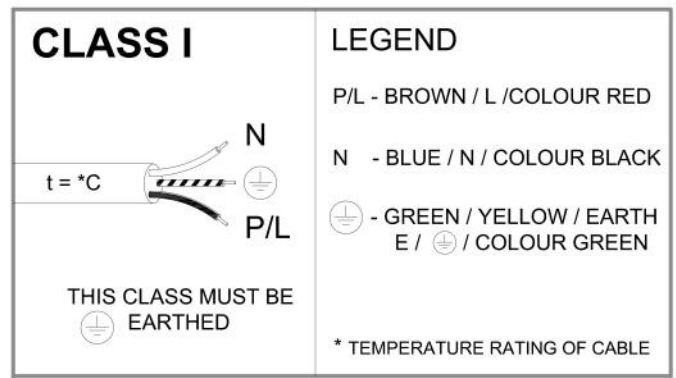 CLASS I
N
t = *C
P/L
THIS CLASS MUST BE
EARTHED
LEGEND
P/L - BROWN / L /COLOUR RED
N - BLUE / N / COLOUR BLACK
- GREEN / YELLOW / EARTH
E / ⏚ / COLOUR GREEN
* TEMPERATURE RATING OF CABLE